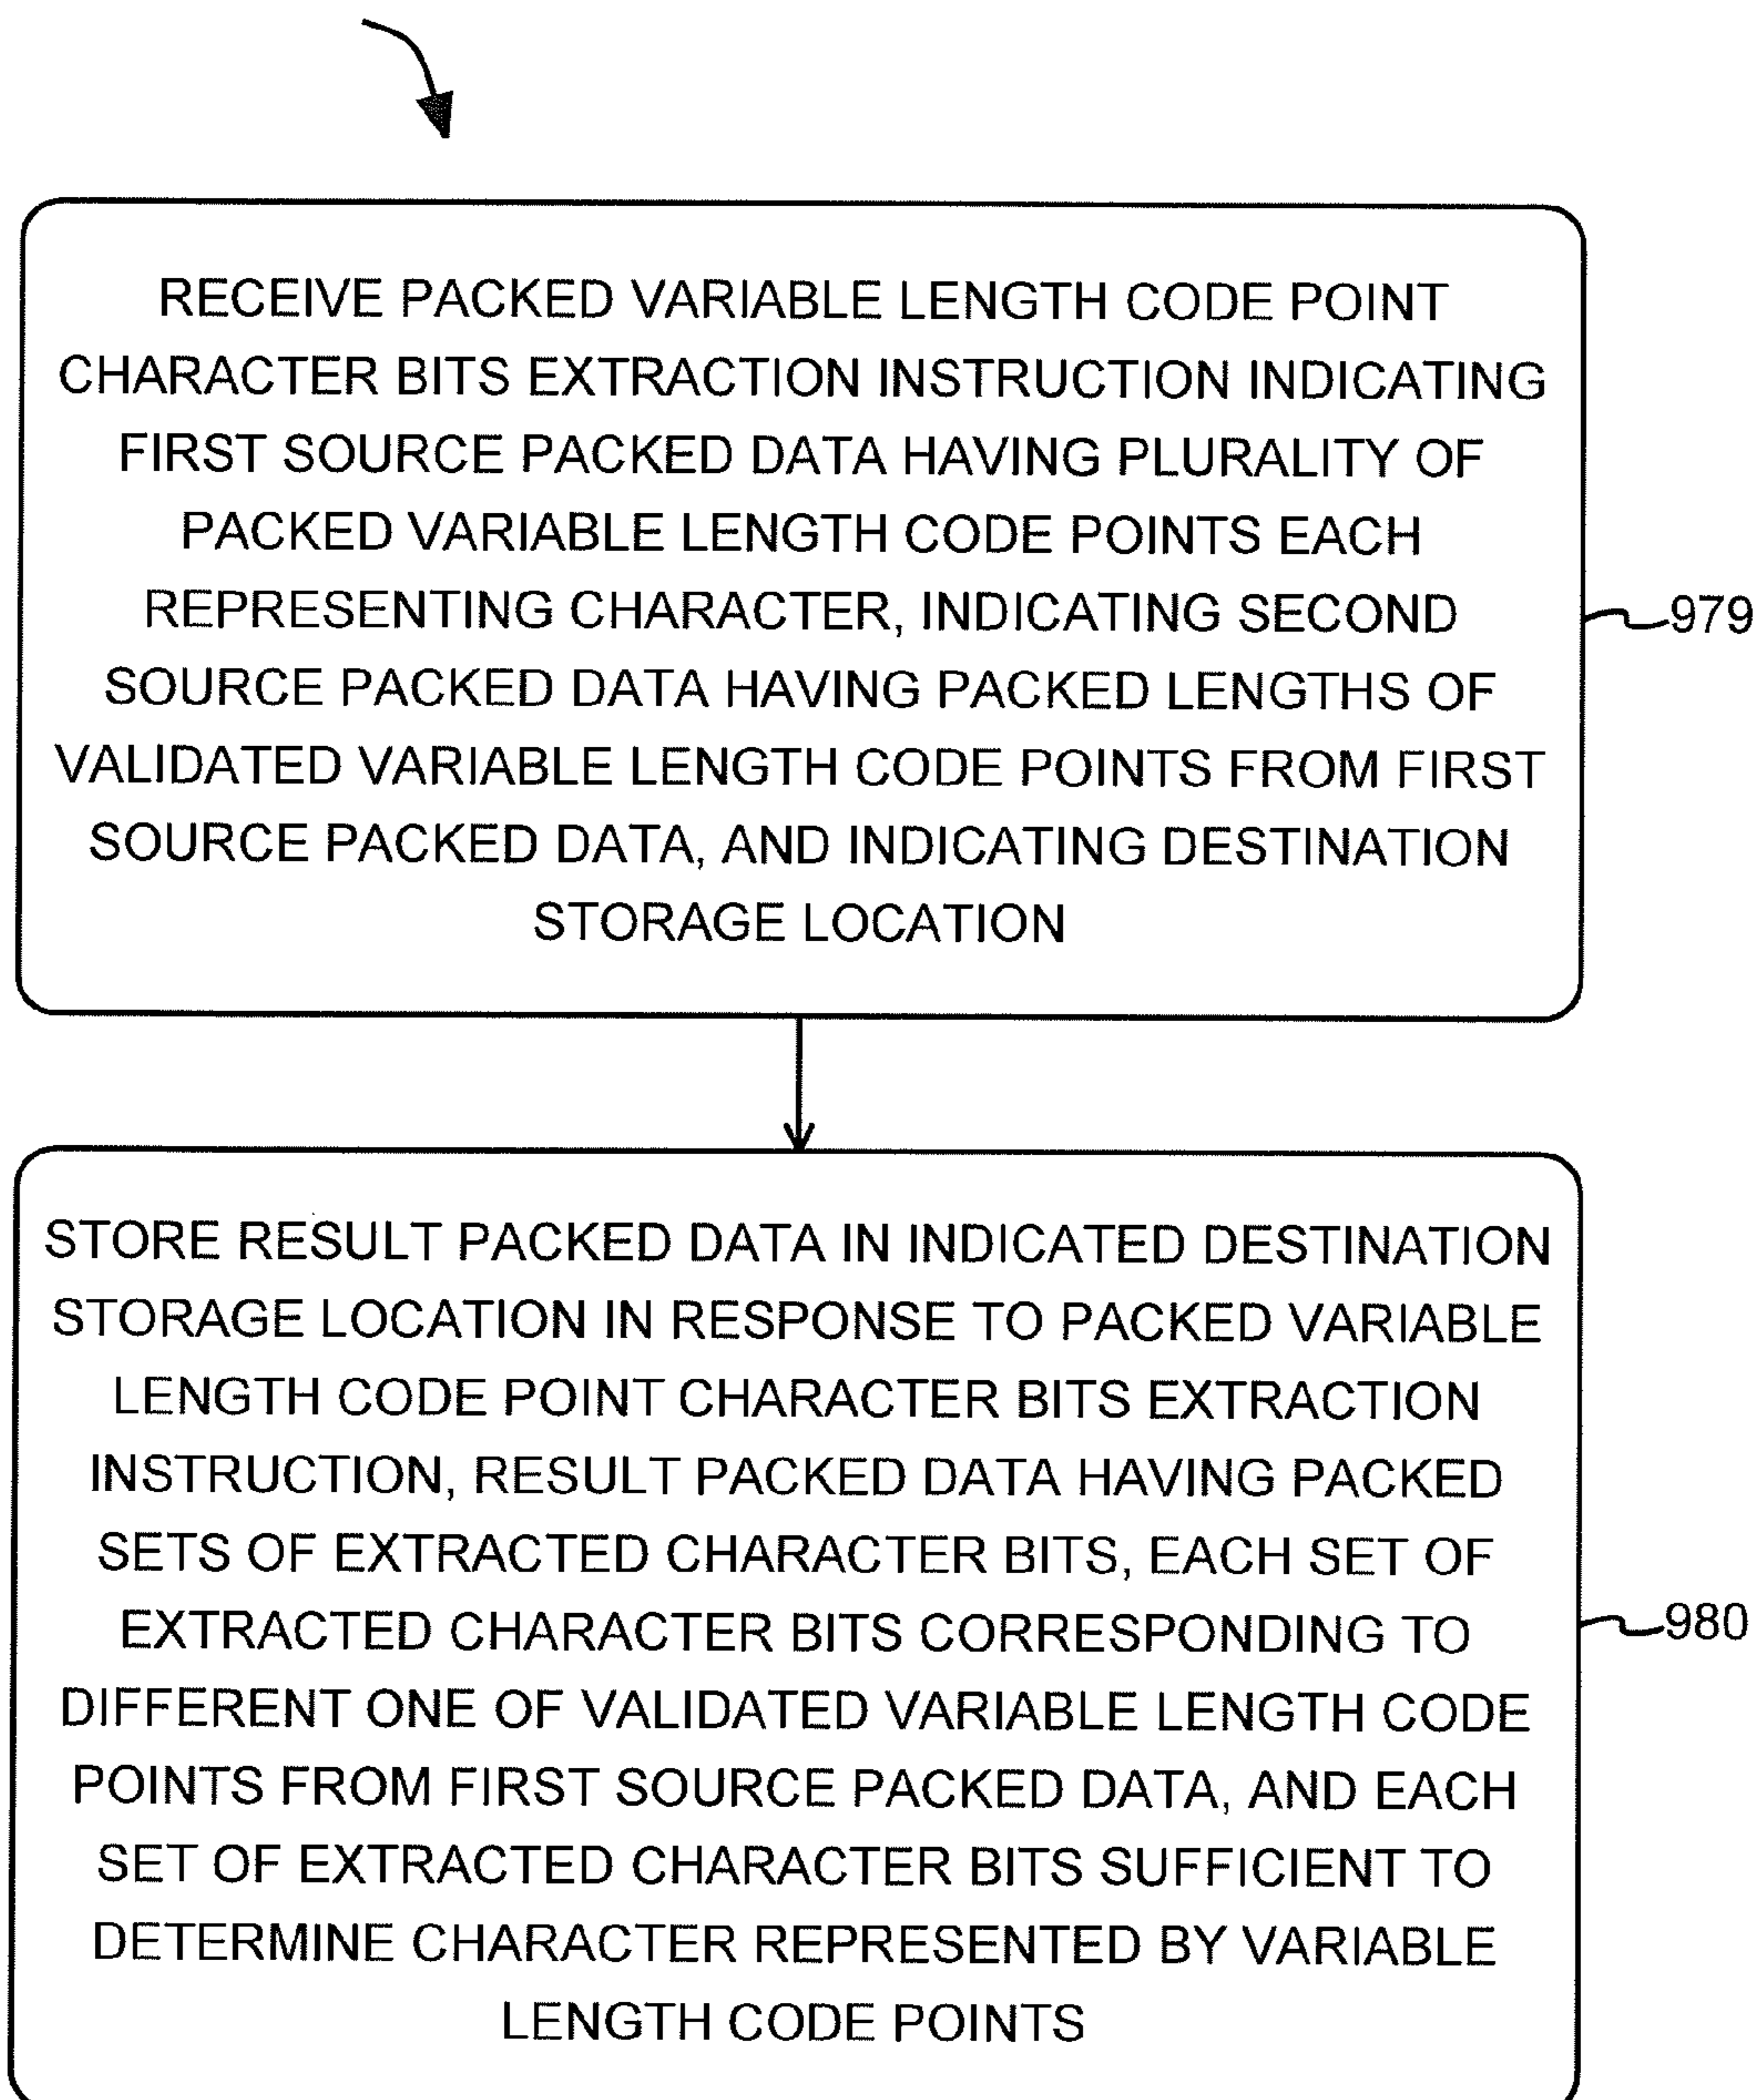 RECEIVE PACKED VARIABLE LENGTH CODE POINT
CHARACTER BITS EXTRACTION INSTRUCTION INDICATING
FIRST SOURCE PACKED DATA HAVING PLURALITY OF
PACKED VARIABLE LENGTH CODE POINTS EACH
REPRESENTING CHARACTER, INDICATING SECOND
SOURCE PACKED DATA HAVING PACKED LENGTHS OF
VALIDATED VARIABLE LENGTH CODE POINTS FROM FIRST
SOURCE PACKED DATA, AND INDICATING DESTINATION
STORAGE LOCATION
979
STORE RESULT PACKED DATA IN INDICATED DESTINATION
STORAGE LOCATION IN RESPONSE TO PACKED VARIABLE
LENGTH CODE POINT CHARACTER BITS EXTRACTION
INSTRUCTION, RESULT PACKED DATA HAVING PACKED
SETS OF EXTRACTED CHARACTER BITS, EACH SET OF
EXTRACTED CHARACTER BITS CORRESPONDING TO
DIFFERENT ONE OF VALIDATED VARIABLE LENGTH CODE
POINTS FROM FIRST SOURCE PACKED DATA, AND EACH
SET OF EXTRACTED CHARACTER BITS SUFFICIENT TO
DETERMINE CHARACTER REPRESENTED BY VARIABLE
LENGTH CODE POINTS
980